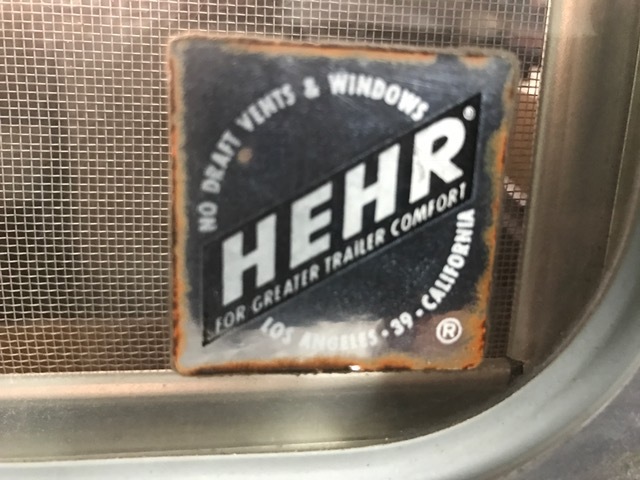 NO DRAFT VENTS & WINDOWS
HEHR®
FOR GREATER TRAILER COMFORT
LOS ANGELES • 39 • CALIFORNIA
®